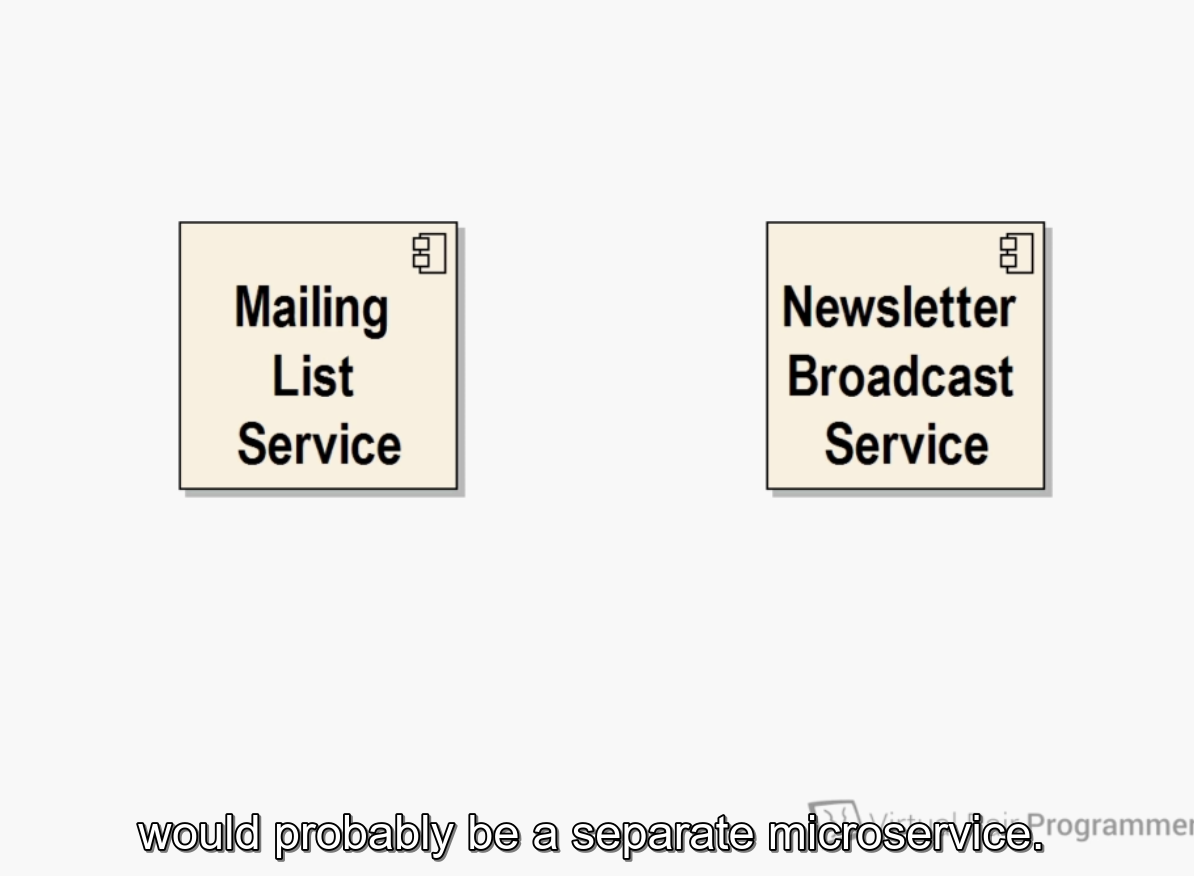 Mailing
List
Service
Newsletter
Broadcast
Service
would probably be a separate microservice.
Virtual Pair Programmer